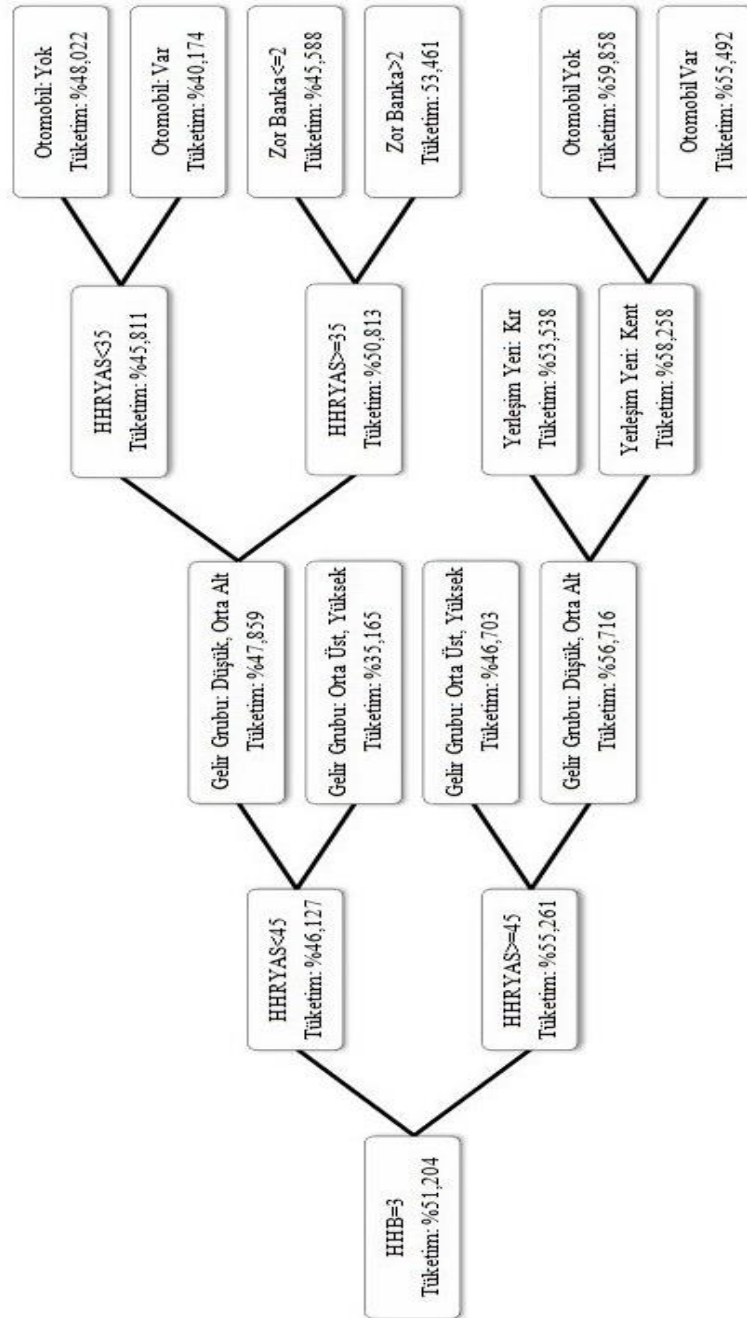 HHB=3
Tüketim: %51,204
HHRYAS<45
Tüketim: %46,127
HHRYAS>=45
Tüketim: %55,261
Gelir Grubu: Düşük, Orta Alt
Tüketim: %47,859
Gelir Grubu: Orta Üst, Yüksek
Tüketim: %35,165
Gelir Grubu: Orta Üst, Yüksek
Tüketim: %46,703
Gelir Grubu: Düşük, Orta Alt
Tüketim: %56,716
HHRYAS<35
Tüketim: %45,811
HHRYAS>=35
Tüketim: %50,813
Yerleşim Yeri: Kır
Tüketim: %53,538
Yerleşim Yeri: Kent
Tüketim: %58,258
Otomobil: Yok
Tüketim: %48,022
Otomobil: Var
Tüketim: %40,174
Zor Banka<=2
Tüketim: %45,588
Zor Banka>2
Tüketim: 53,461
Otomobil Yok
Tüketim: %59,858
Otomobil Var
Tüketim: %55,492